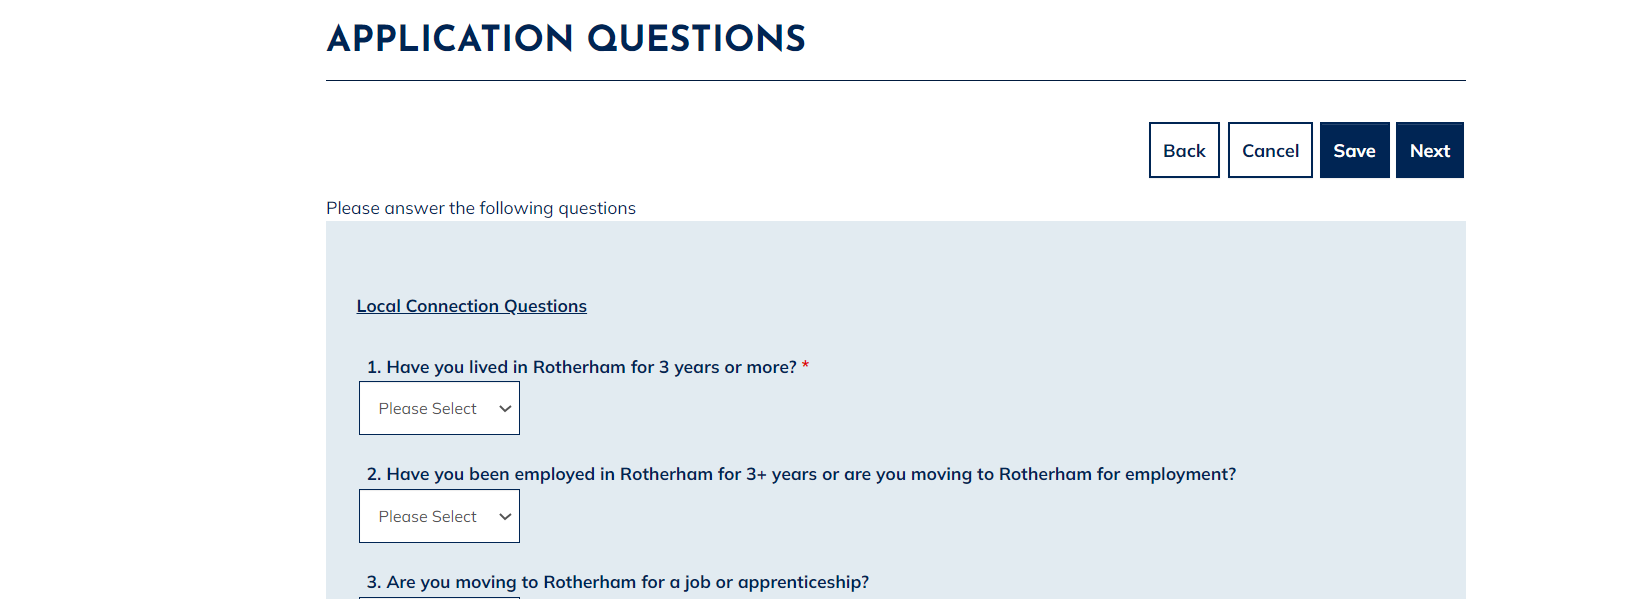 APPLICATION QUESTIONS
Back Cancel Save Next
Please answer the following questions
Local Connection Questions
1. Have you lived in Rotherham for 3 years or more? *
Please Select
2. Have you been employed in Rotherham for 3+ years or are you moving to Rotherham for employment?
Please Select
3. Are you moving to Rotherham for a job or apprenticeship?